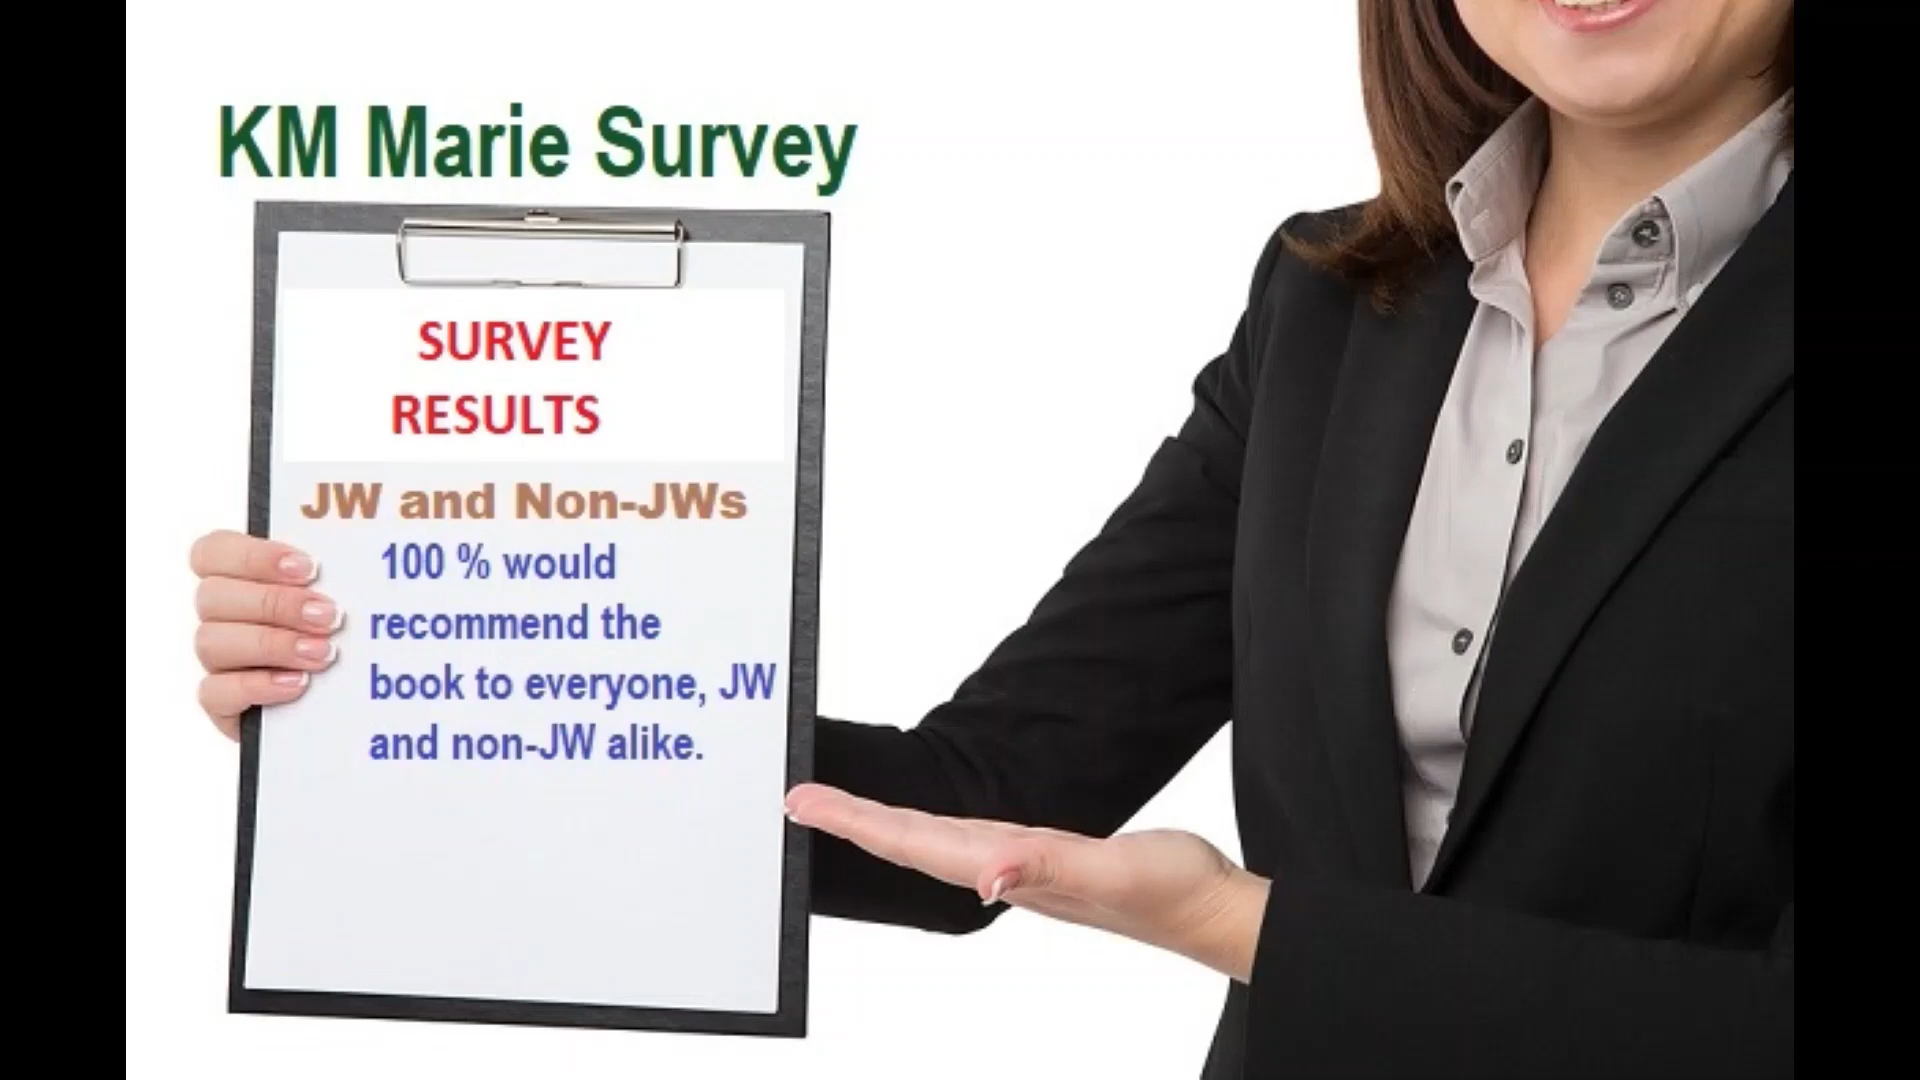 KM Marie Survey
SURVEY
RESULTS
JW and Non-JWs
100 % would
recommend the
book to everyone, JW
and non-JW alike.